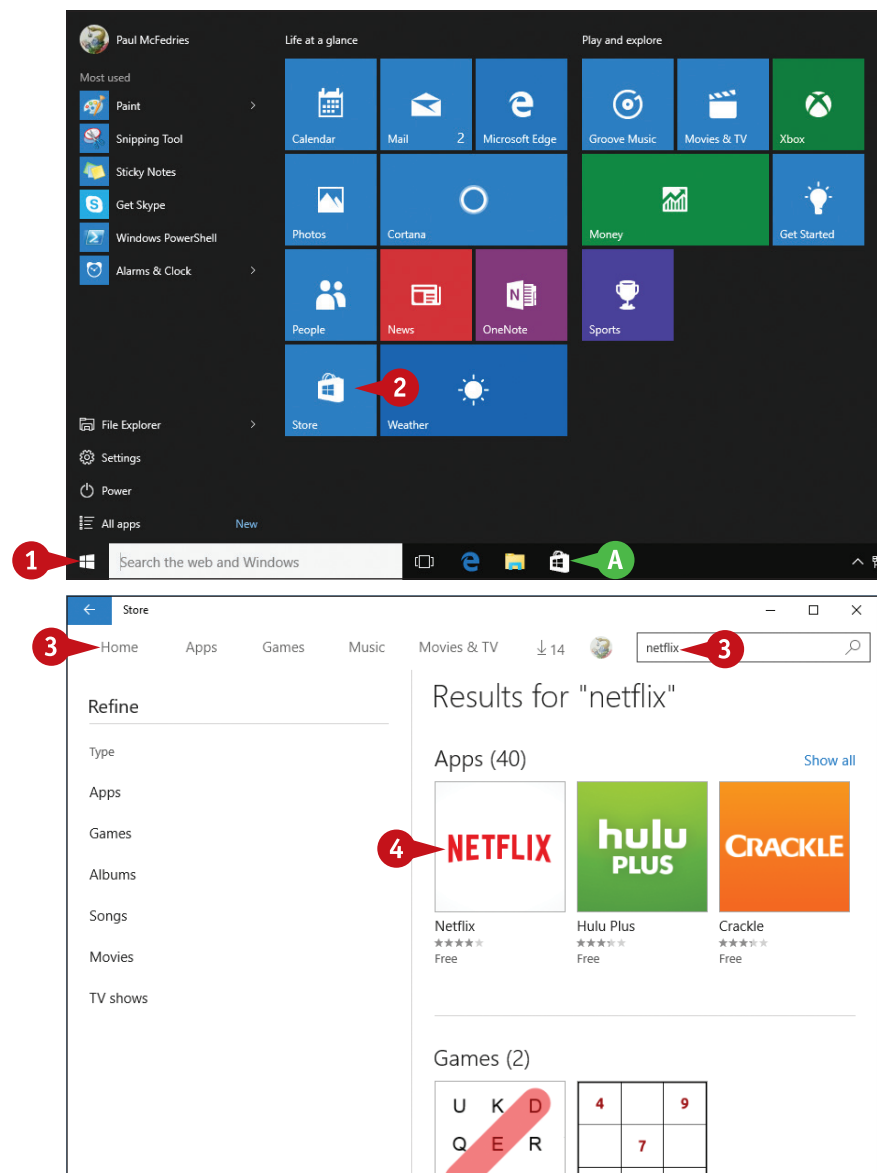 Paul McFedries
Life at a glance
Play and explore
Most used
Paint
Snipping Tool
Sticky Notes
Get Skype
Windows PowerShell
Alarms & Clock
Calendar
Mail 2
Microsoft Edge
Groove Music
Movies & TV
Xbox
Photos
Cortana
Money
Get Started
People
News
N
OneNote
Sports
2
Store
Weather
File Explorer
Settings
Power
All apps New
1
Search the web and Windows
A
Store
3
Home Apps Games Music Movies & TV 14 netflix 3
Refine
Type
Apps
Games
Albums
Songs
Movies
TV shows
Results for "netflix"
Apps (40) Show all
4
NETFLIX
hulu
PLUS
CRACKLE
Netflix Hulu Plus Crackle
Free Free Free
Games (2)
U K D
Q E R
4 9
7